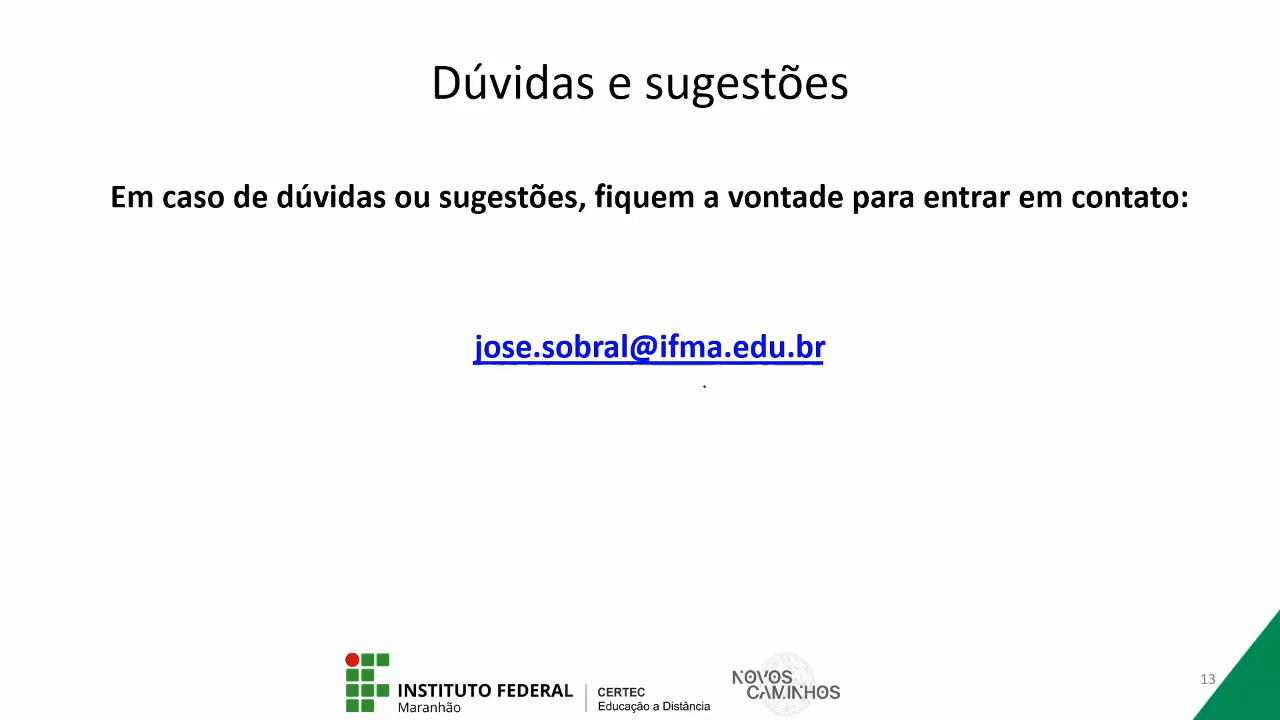 Dúvidas e sugestões
Em caso de dúvidas ou sugestões, fiquem a vontade para entrar em contato:
jose.sobral@ifma.edu.br
INSTITUTO FEDERAL
Maranhão
CERTEC
Educação a Distância
NOVOS
CAMINHOS
13